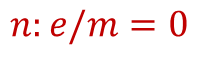 n: e/m = 0